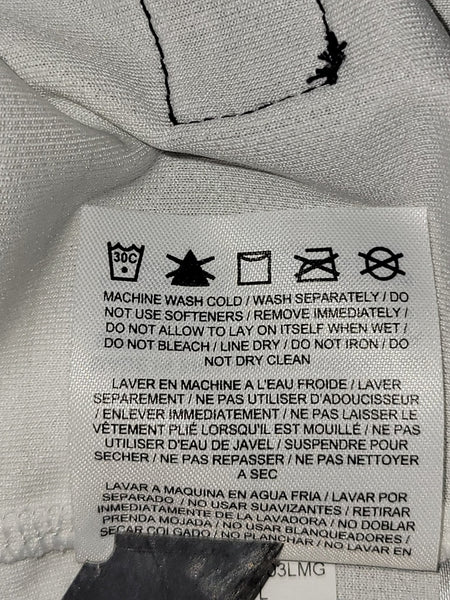 30C
MACHINE WASH COLD / WASH SEPARATELY / DO
NOT USE SOFTENERS / REMOVE IMMEDIATELY /
DO NOT ALLOW TO LAY ON ITSELF WHEN WET /
DO NOT BLEACH / LINE DRY / DO NOT IRON / DO
NOT DRY CLEAN
LAVER EN MACHINE A L'EAU FROIDE / LAVER
SEPAREMENT / NE PAS UTILIZER D'ADOUCISSEUR
/ ENLEVER IMMEDIATEMENT / NE PAS LAISSER LE
VÊTEMENT PLIÉ LORSQU'IL EST MOUILLÉ / NE PAS
UTILISER D'EAU DE JAVEL / SUSPENDRE POUR
SECHER / NE PAS REPASSER / NE PAS NETTOYER
A SEC
LAVAR A MAQUINA EN AGUA FRIA / LAVAR POR
SEPARADO / NO USAR SUAVIZANTES / RETIRAR
INMEDIATAMENTE DE LA LAVADORA / NO DOBLAR
PRENDA MOJADA / NO USAR BLANQUEADORES /
SECAR COLGADO / NO PLANCHAR / NO LAVAR EN
03LMG
L